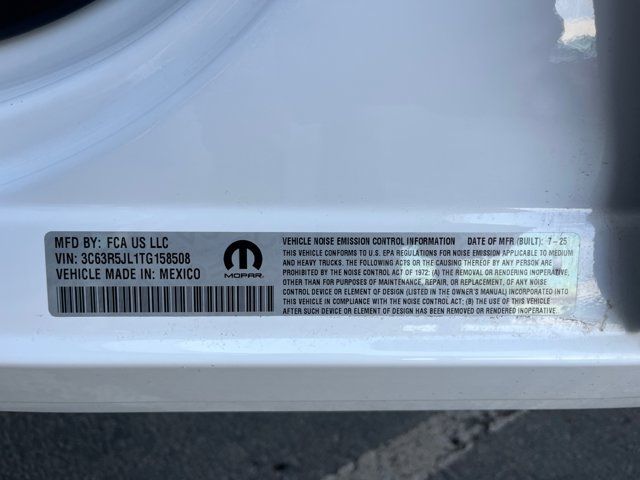 MFD BY: FCA US LLC
VIN: 3C63R5JL1TG158508
VEHICLE MADE IN: MEXICO
MOPAR
VEHICLE NOISE EMISSION CONTROL INFORMATION DATE OF MFR (BUILT): 7-25
THIS VEHICLE CONFORMS TO U.S. EPA REGULATIONS FOR NOISE EMISSION APPLICABLE TO MEDIUM
AND HEAVY TRUCKS. THE FOLLOWING ACTS OR THE CAUSING THEREOF BY ANY PERSON ARE
PROHIBITED BY THE NOISE CONTROL OF 1972: (A) THE REMOVAL OR RENDERING INOPERATIVE,
OTHER THAN FOR PURPOSES OF MAINTENANCE, REPAIR, OR REPLACEMENT, OF ANY NOISE
CONTROL DEVICE OR ELEMENT OF DESIGN (LISTED IN THE OWNER'S MANUAL) INCORPORATED INTO
THIS VEHICLE IN COMPLIANCE WITH THE NOISE CONTROL ACT; (B) THE USE OF THIS VEHICLE
AFTER SUCH DEVICE OR ELEMENT OF DESIGN HAS BEEN REMOVED OR RENDERED INOPERATIVE.